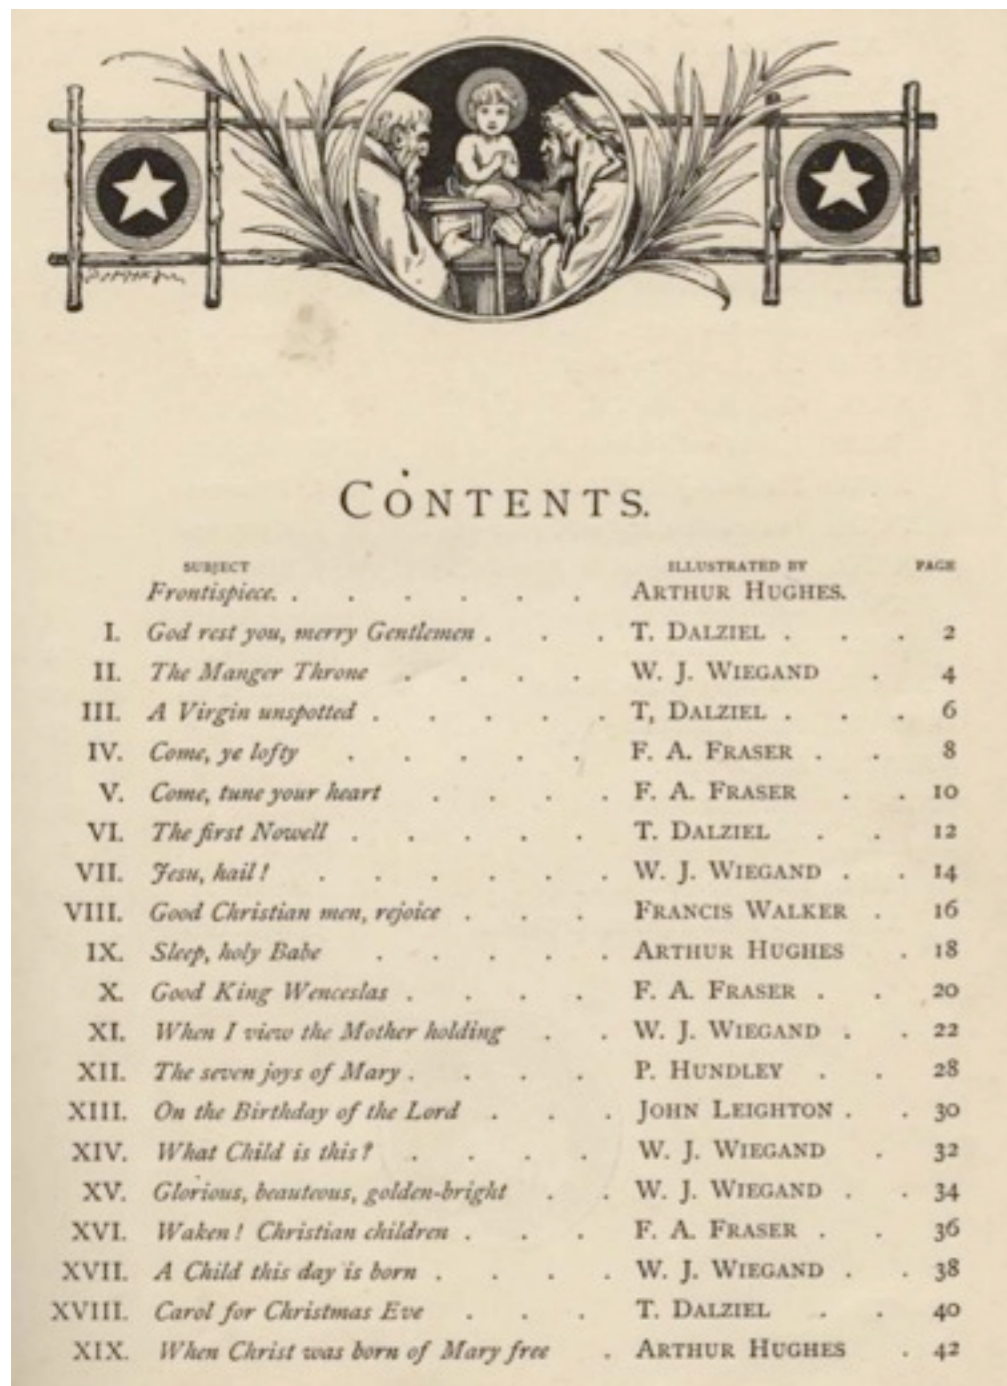 CONTENTS.
SUBJECT ILLUSTRATED BY PAGE
Frontispiece. . . . . . . ARTHUR HUGHES.
I. God rest you, merry Gentlemen . . . T. DALZIEL . . . 2
II. The Manger Throne . . . . W. J. WIEGAND . 4
III. A Virgin unspotted . . . . . T, DALZIEL . . . 6
IV. Come, ye lofty . . . . . F. A. FRASER . . 8
V. Come, tune your heart . . . . F. A. FRASER . . 10
VI. The first Nowell . . . . . T. DALZIEL . . 12
VII. Jesu, hail! . . . . . . W. J. WIEGAND . . 14
VIII. Good Christian men, rejoice . . . FRANCIS WALKER . 16
IX. Sleep, holy Babe . . . . . ARTHUR HUGHES . 18
X. Good King Wenceslas . . . . F. A. FRASER . . 20
XI. When I view the Mother holding . . W. J. WIEGAND . . 22
XII. The seven joys of Mary . . . . P. HUNDLEY . . 28
XIII. On the Birthday of the Lord . . . JOHN LEIGHTON . . 30
XIV. What Child is this? . . . . W. J. WIEGAND . 32
XV. Glorious, beauteous, golden-bright . . W. J. WIEGAND . . 34
XVI. Waken! Christian children . . . F. A. FRASER . . 36
XVII. A Child this day is born . . . . W. J. WIEGAND . . 38
XVIII. Carol for Christmas Eve . . . T. DALZIEL . . 40
XIX. When Christ was born of Mary free . ARTHUR HUGHES . 42